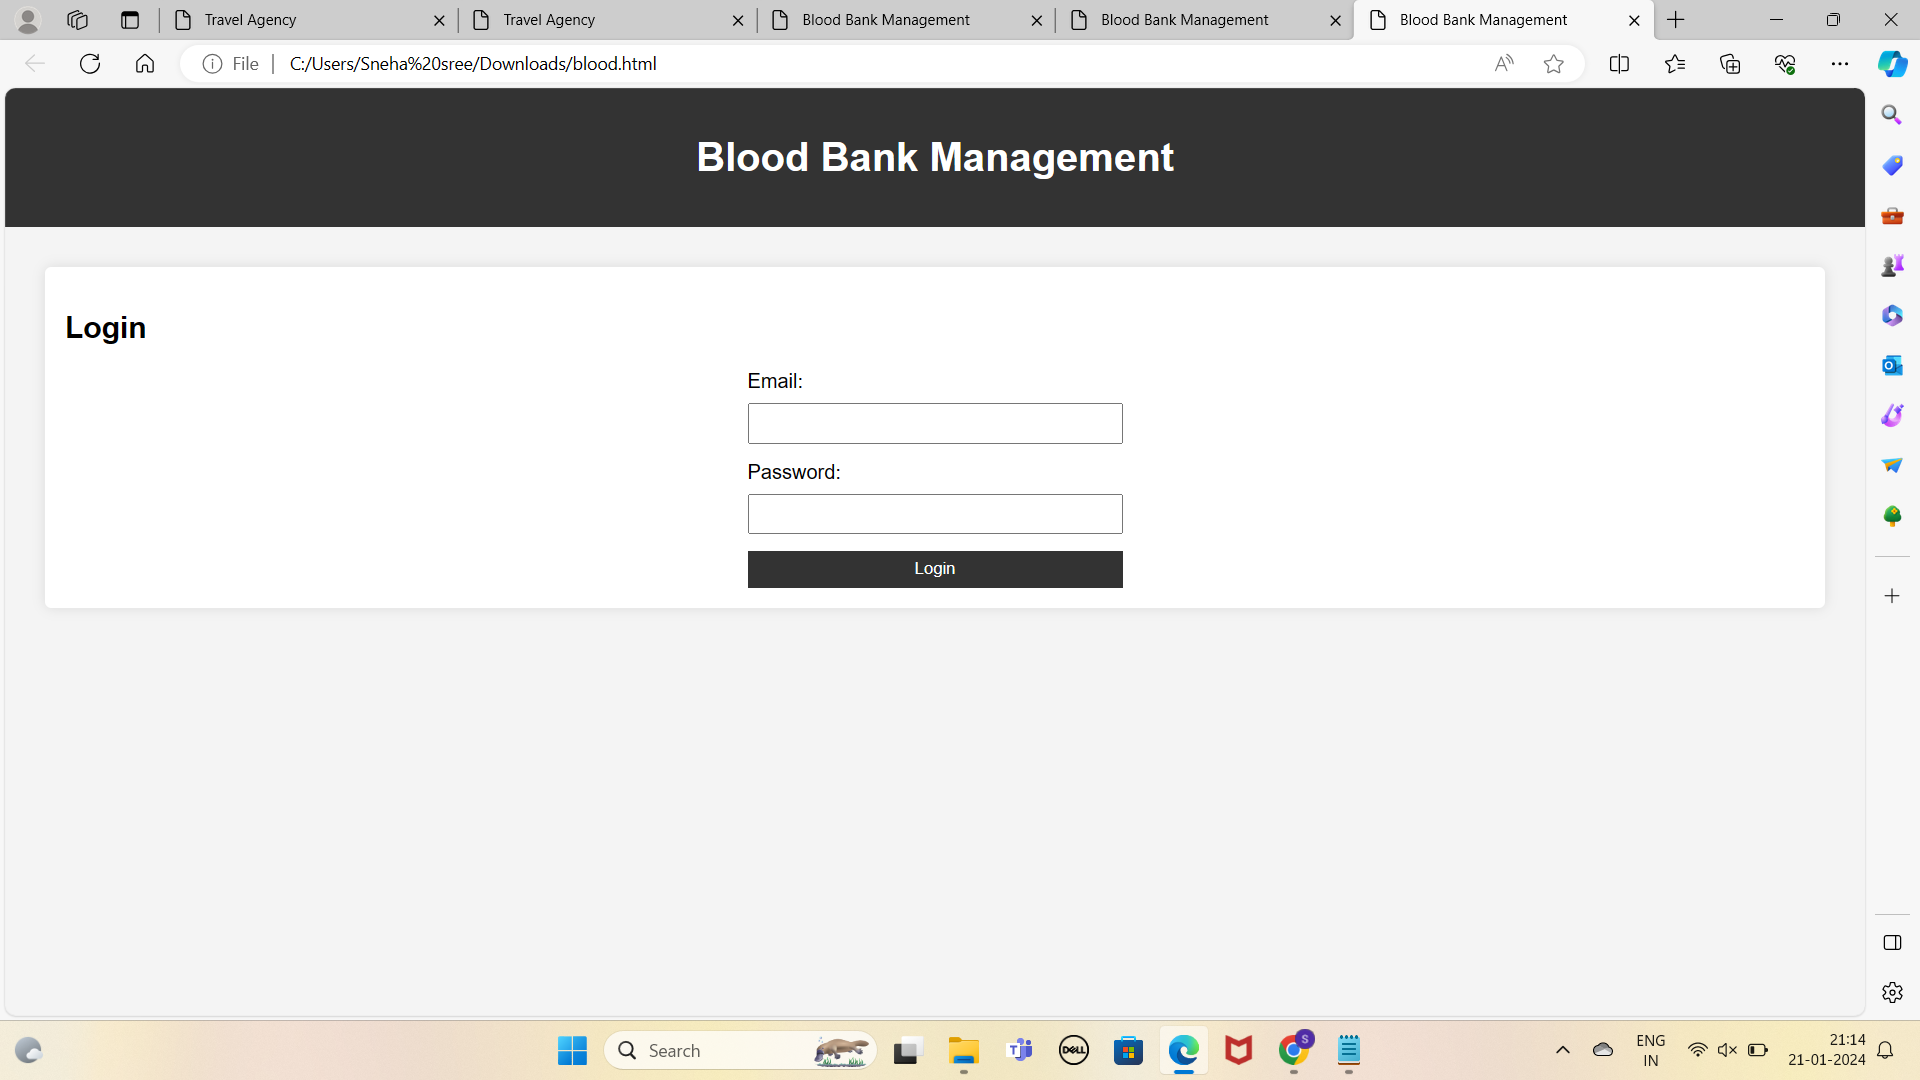 Travel Agency
Travel Agency
Blood Bank Management
Blood Bank Management
Blood Bank Management
File
C:/Users/Sneha%20sree/Downloads/blood.html
Blood Bank Management
Login
Email:
Password:
Login
Search
DELL
S
ENG
IN
21:14
21-01-2024